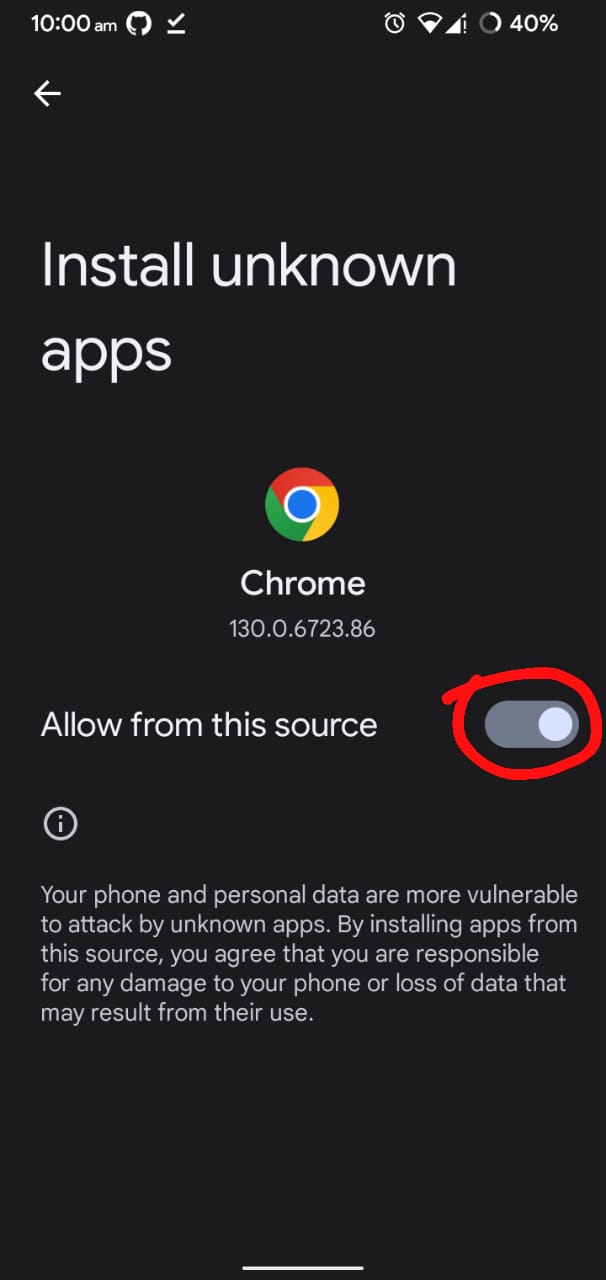 10:00 am 40%
Install unknown
apps
Chrome
130.0.6723.86
Allow from this source
Your phone and personal data are more vulnerable
to attack by unknown apps. By installing apps from
this source, you agree that you are responsible
for any damage to your phone or loss of data that
may result from their use.